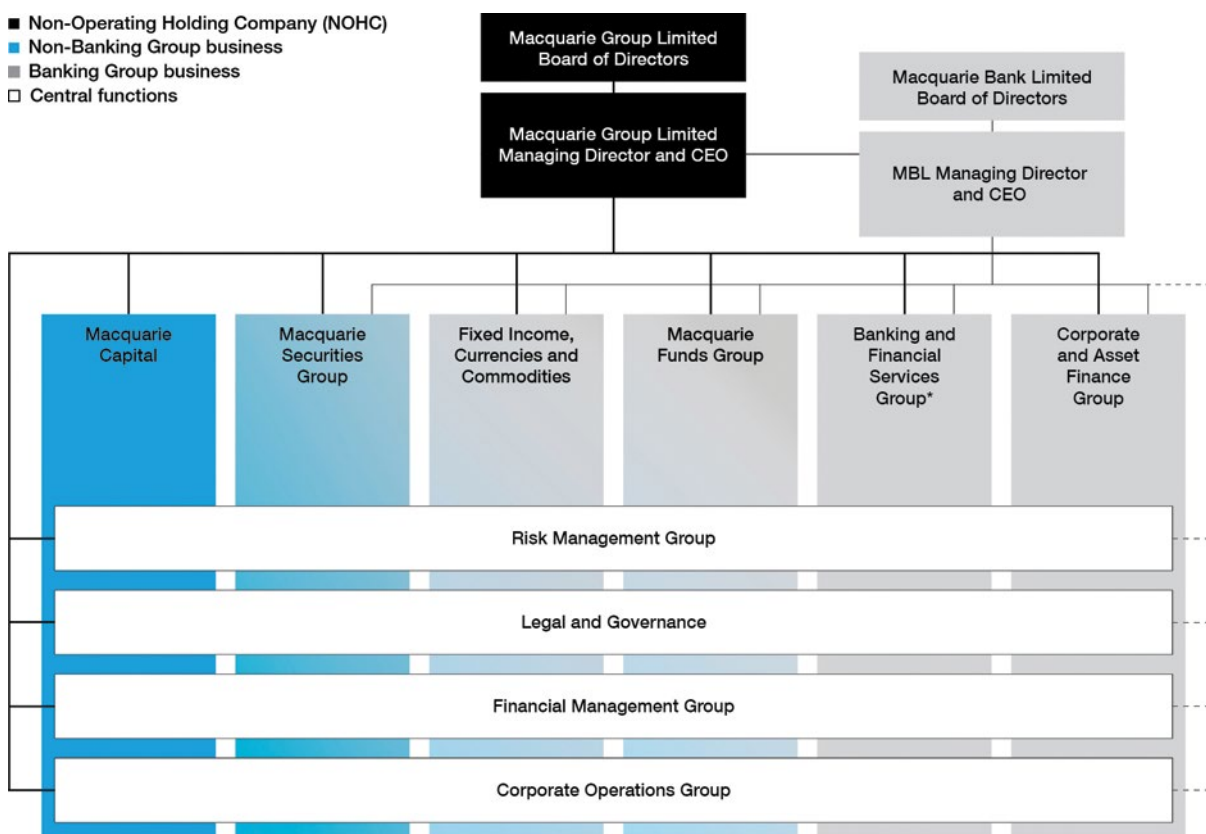 Non-Operating Holding Company (NOHC)
Non-Banking Group business
Banking Group business
Central functions
Macquarie Group Limited
Board of Directors
Macquarie Bank Limited
Board of Directors
Macquarie Group Limited
Managing Director and CEO
MBL Managing Director
and CEO
Macquarie
Capital
Macquarie
Securities
Group
Fixed Income,
Currencies and
Commodities
Macquarie
Funds Group
Banking and
Financial
Services
Group*
Corporate
and Asset
Finance
Group
Risk Management Group
Legal and Governance
Financial Management Group
Corporate Operations Group